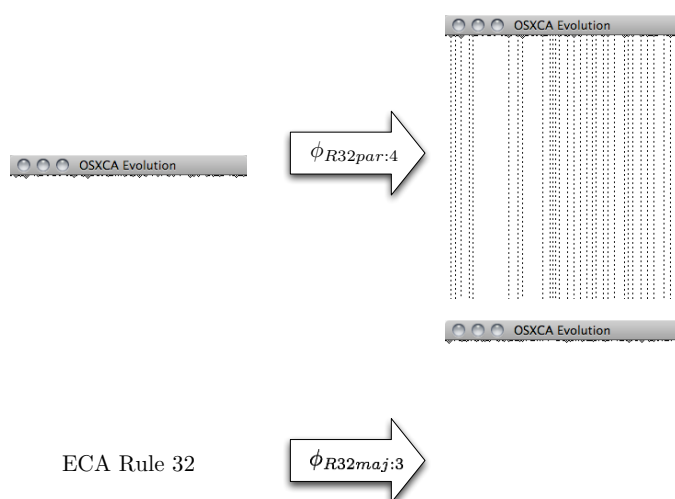 OSXCA Evolution
ϕR32par:4
OSXCA Evolution
OSXCA Evolution
ECA Rule 32
ϕR32maj:3